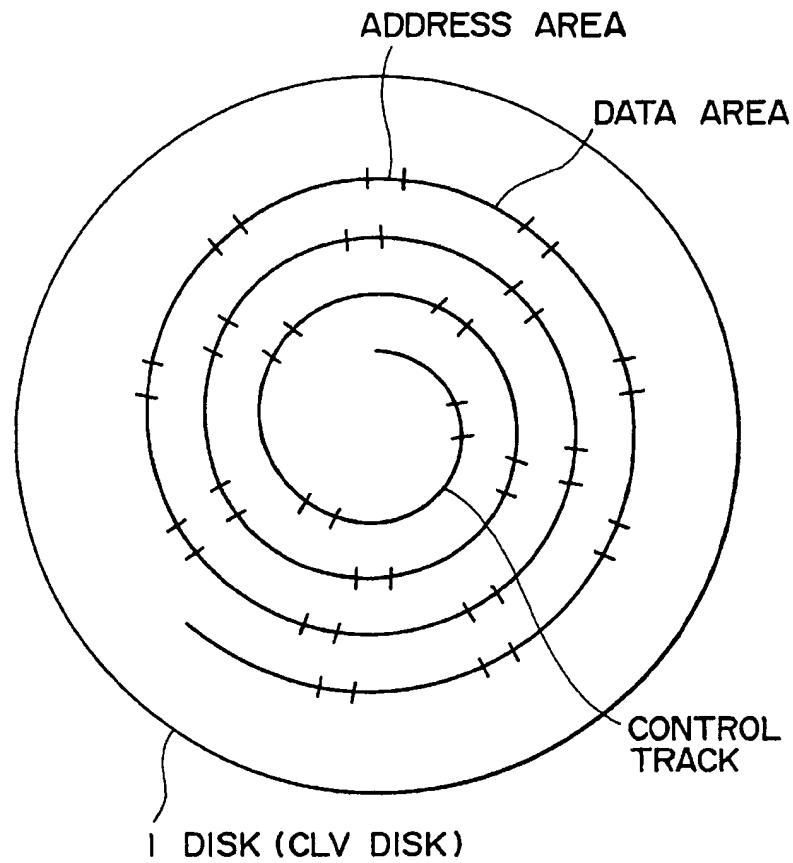 ADDRESS AREA
DATA AREA
CONTROL
TRACK
1 DISK (CLV DISK)